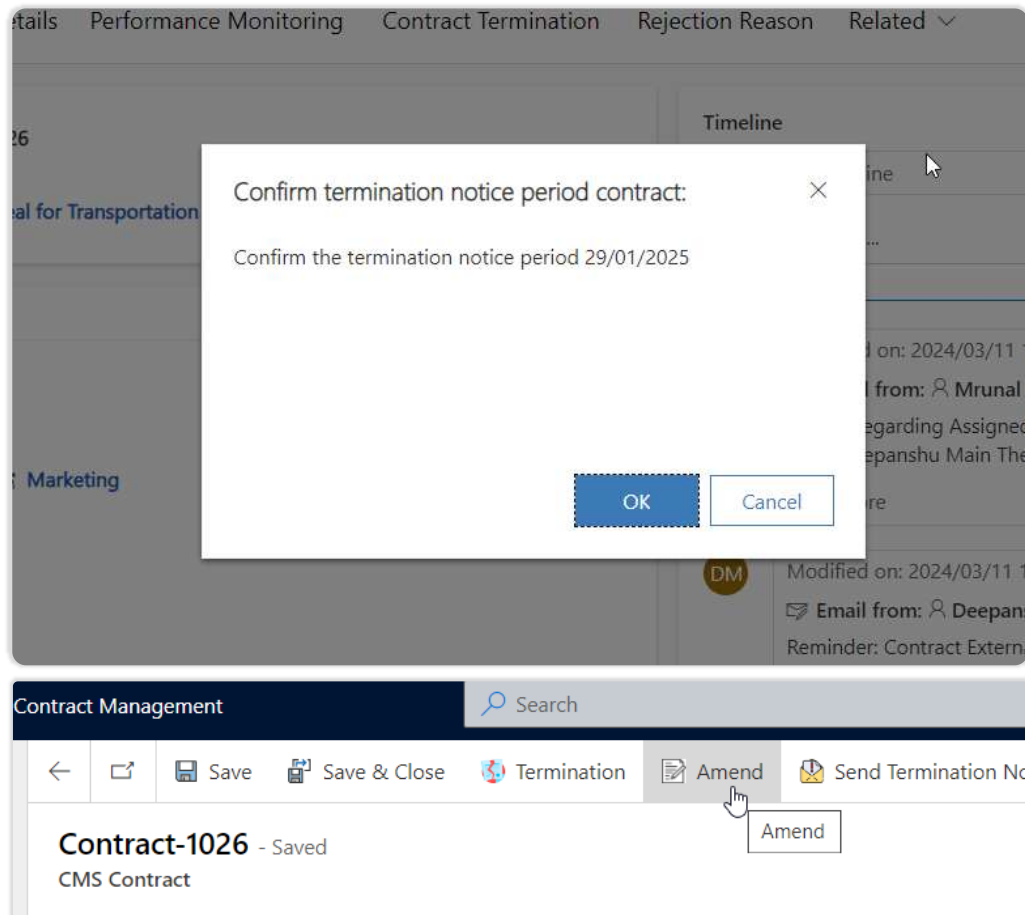 etails Performance Monitoring Contract Termination Rejection Reason Related
Timeline
26
ine
Confirm termination notice period contract:
eal for Transportation
...
Confirm the termination notice period 29/01/2025
on: 2024/03/11
from: Mrunal
egarding Assigned
epanshu Main The
Marketing
OK Cancel
re
DM
Modified on: 2024/03/11 1
Email from: Deepans
Reminder: Contract Externa
Contract Management
Search
Save Save & Close Termination Amend Send Termination No
Amend
Contract-1026 - Saved
CMS Contract